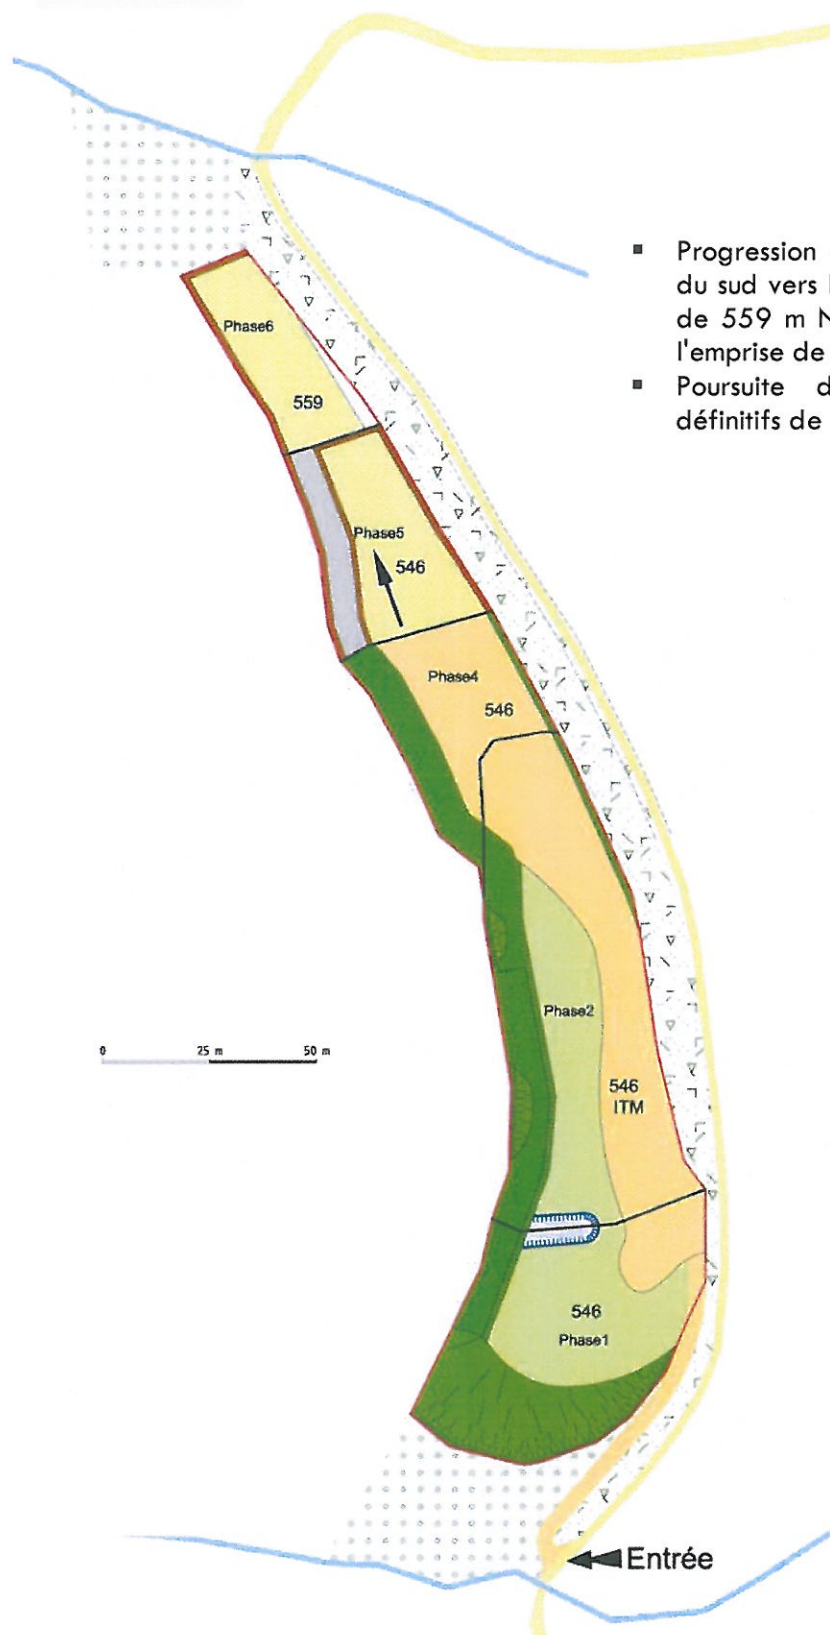 ▪ Progression
du sud vers
de 559 m
l'emprise de
▪ Poursuite
définitifs de
Phase6
559
Phase5
546
Phase4
546
Phase2
0 25 m 50 m
546
ITM
546
Phase1
Entrée